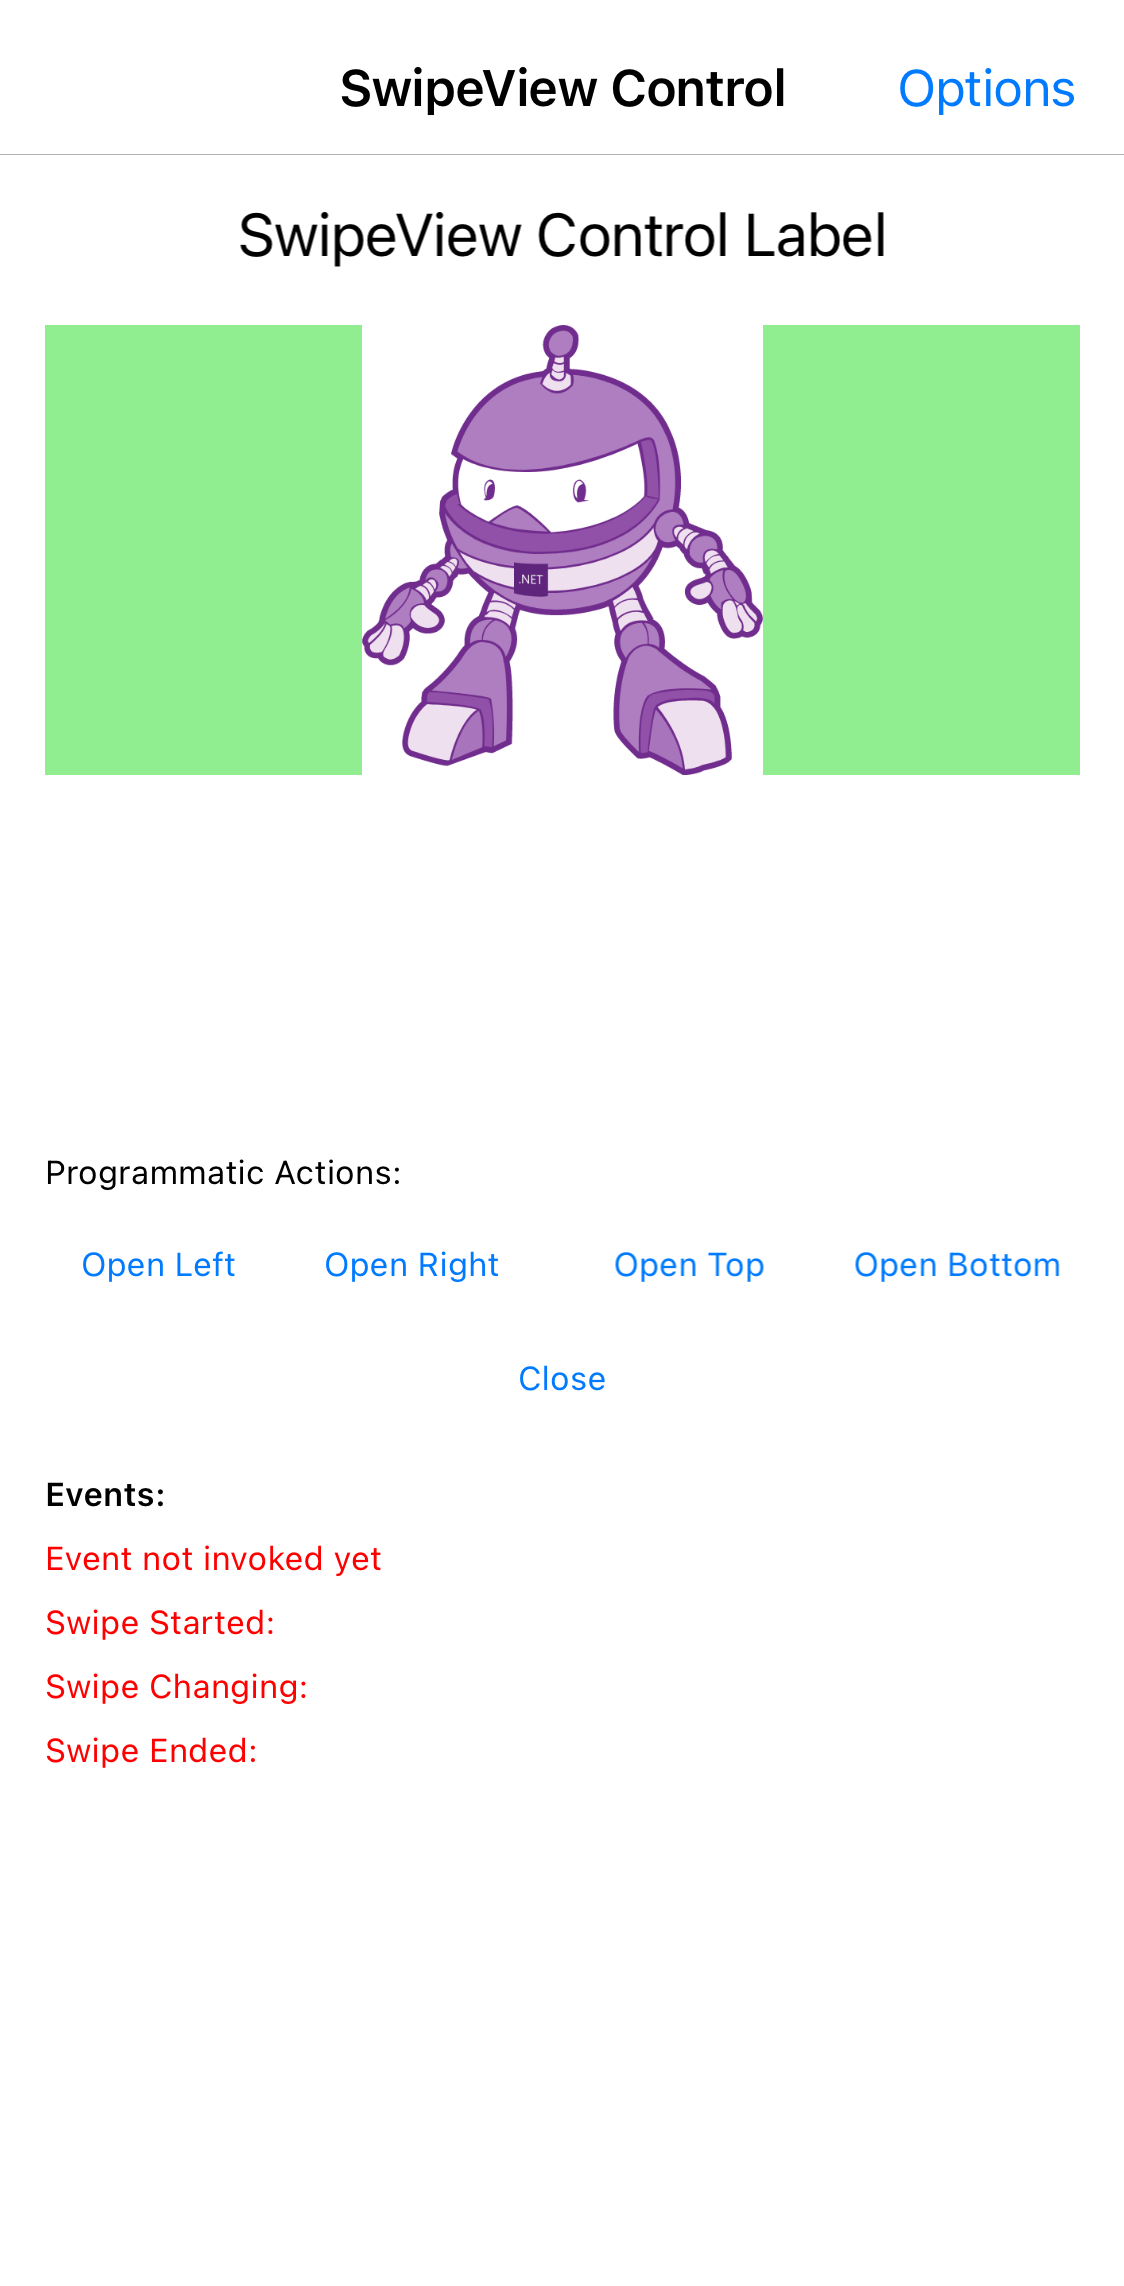 SwipeView Control Options
SwipeView Control Label
.NET
Programmatic Actions:
Open Left Open Right Open Top Open Bottom
Close
Events:
Event not invoked yet
Swipe Started:
Swipe Changing:
Swipe Ended: